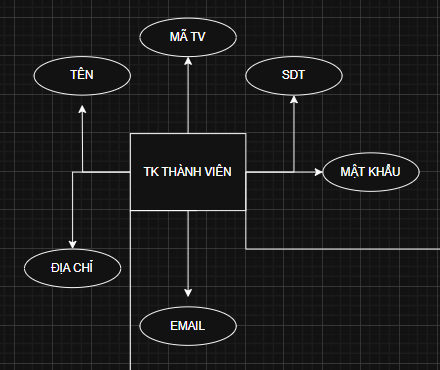 MÃ TV
TÊN
SDT
TK THÀNH VIÊN
MẬT KHẨU
ĐỊA CHỈ
EMAIL